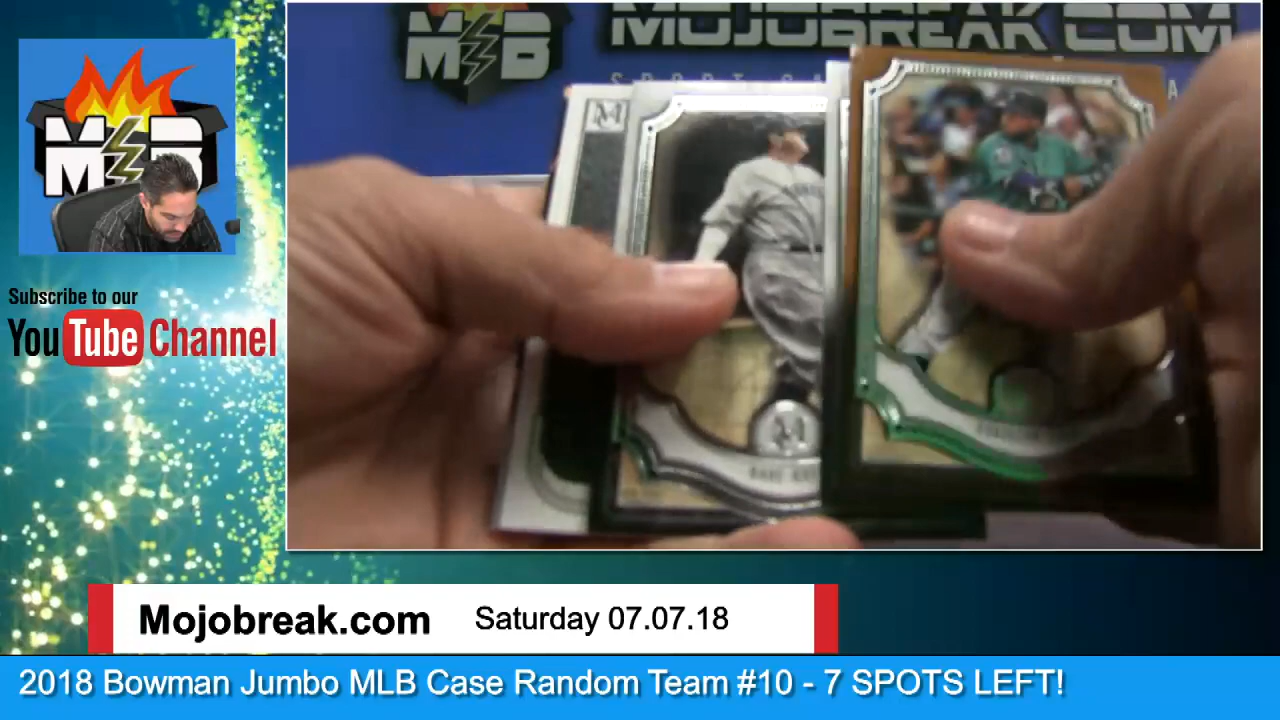 MOJOBREAK.COM
M B
M B
Subscribe to our
YouTube Channel
M
M
Mojobreak.com Saturday 07.07.18
2018 Bowman Jumbo MLB Case Random Team #10 - 7 SPOTS LEFT!